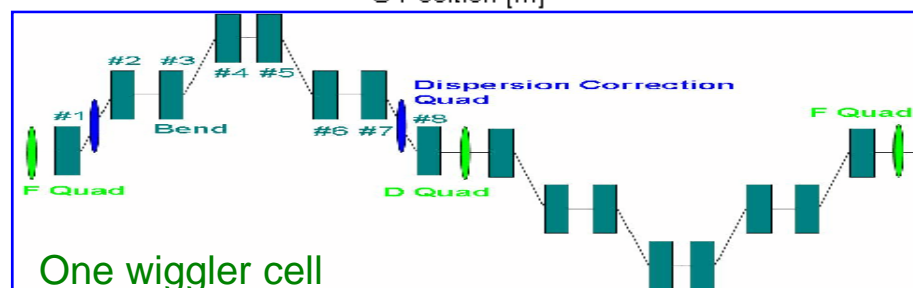 #2 #3
#4 #5
Dispersion Correction
Quad
F Quad
#1
#8
Bend
#6 #7
F Quad
D Quad
One wiggler cell